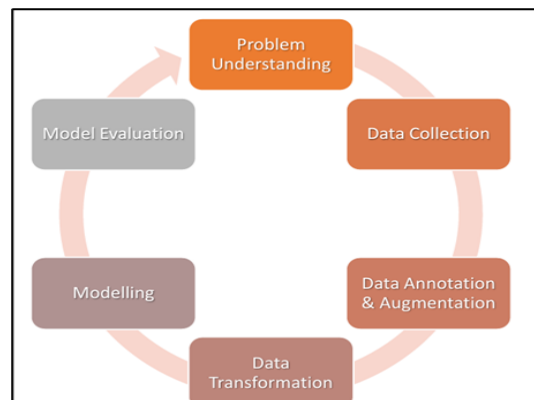 Problem
Understanding
Data Collection
Data Annotation
& Augmentation
Data
Transformation
Modelling
Model Evaluation